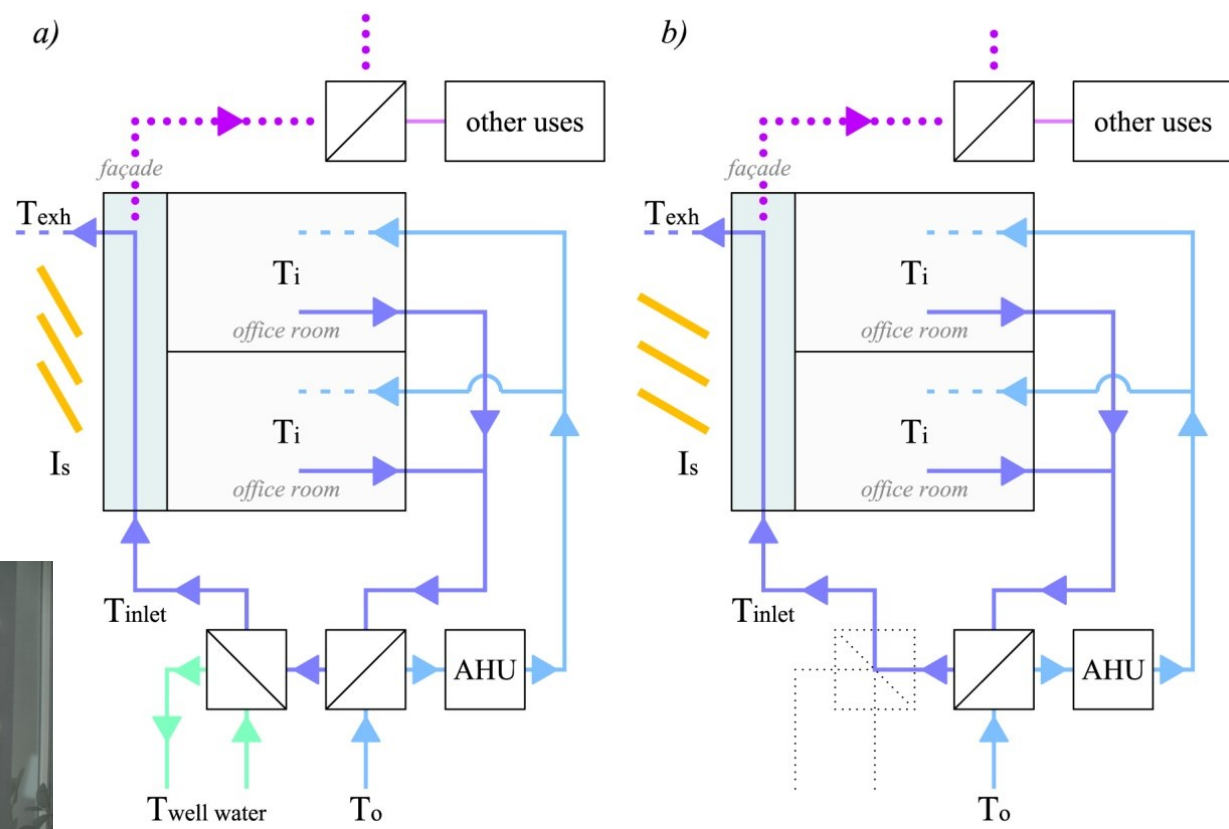 a)
other uses
façade
Texh
Ti
office room
Ti
office room
Is
Tinlet
AHU
Twell water
To
b)
other uses
façade
Texh
Ti
office room
Ti
office room
Is
Tinlet
AHU
To